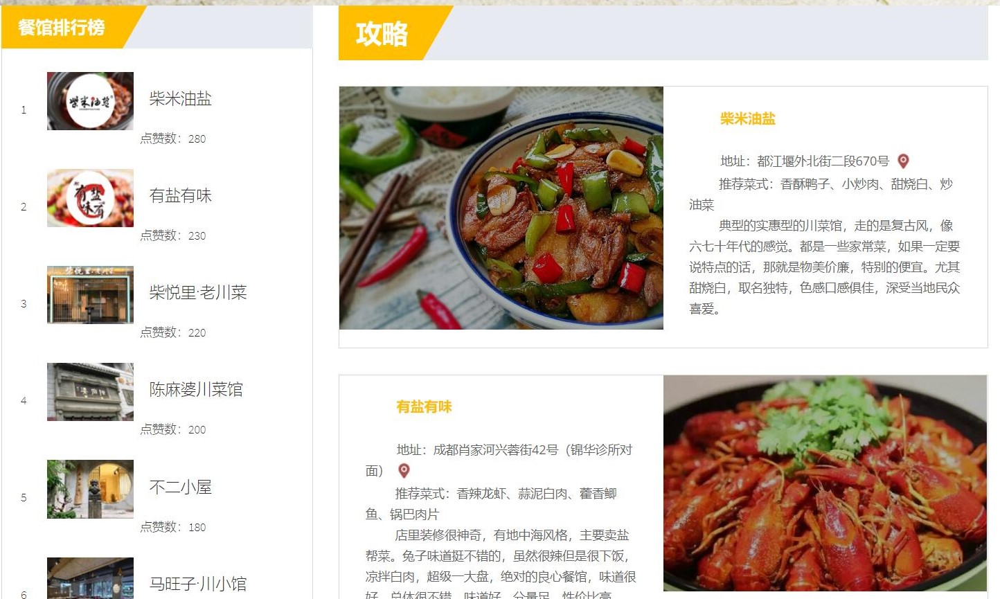 餐馆排行榜
1
柴米油盐
柴米油盐
点赞数：280
2
有盐有味
有盐有味
点赞数：230
3
柴悦里·老川菜
点赞数：220
4
陈麻婆川菜馆
点赞数：200
5
不二小屋
点赞数：180
6
马旺子·川小馆
攻略
柴米油盐
地址：都江堰外北街二段670号
推荐菜式：香酥鸭子、小炒肉、甜烧白、炒
油菜
典型的实惠型的川菜馆，走的是复古风，像
六七十年代的感觉。都是一些家常菜，如果一定要
说特点的话，那就是物美价廉，特别的便宜。尤其
甜烧白，取名独特，色感口感俱佳，深受当地民众
喜爱。
有盐有味
地址：成都肖家河兴蓉街42号（锦华诊所对
面）
推荐菜式：香辣龙虾、蒜泥白肉、藿香鲫
鱼、锅巴肉片
店里装修很神奇，有地中海风格，主要卖盐
帮菜。兔子味道挺不错的，虽然很辣但是很下饭，
凉拌白肉，超级一大盘，绝对的良心餐馆，味道很
好，总体很不错，味道好，分量足，性价比高